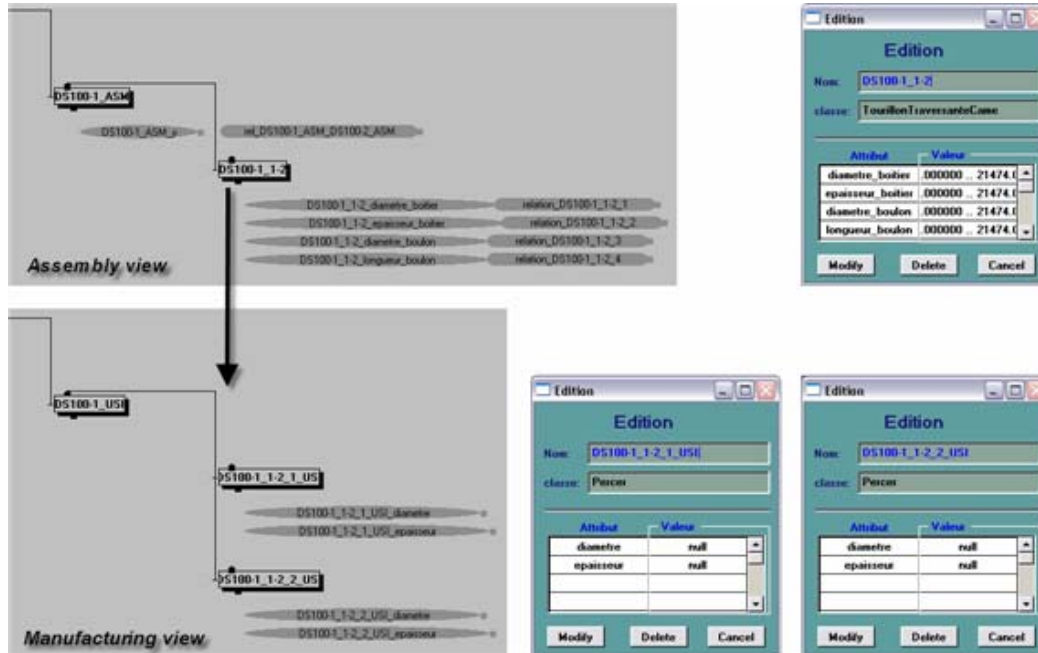 DS100-1_ASM
DS100-1_ASM_p
rel_DS100-1_ASM_DS100-2_ASM
DS100-1_1-2
DS100-1_1-2_diametre_boitier
relation_DS100-1_1-2_1
DS100-1_1-2_epaisseur_boitier
relation_DS100-1_1-2_2
DS100-1_1-2_diametre_boulon
relation_DS100-1_1-2_3
DS100-1_1-2_longueur_boulon
relation_DS100-1_1-2_4
Assembly view
Edition
Edition
Nom: DS100-1_1-2
classe: TourillonTraversanteCame
Attribut Valeur
diametre_boitier .000000 .. 21474.
epaisseur_boitier .000000 .. 21474.
diametre_boulon .000000 .. 21474.
longueur_boulon .000000 .. 21474.
Modify Delete Cancel
DS100-1_USI
DS100-1_1-2_1_US
DS100-1_1-2_1_USI_diametre
DS100-1_1-2_1_USI_epaisseur
DS100-1_1-2_2_US
DS100-1_1-2_2_USI_diametre
DS100-1_1-2_2_USI_epaisseur
Manufacturing view
Edition
Edition
Nom: DS100-1_1-2_1_USI
classe: Percer
Attribut Valeur
diametre null
epaisseur null
Modify Delete Cancel
Edition
Edition
Nom: DS100-1_1-2_2_USI
classe: Percer
Attribut Valeur
diametre null
epaisseur null
Modify Delete Cancel